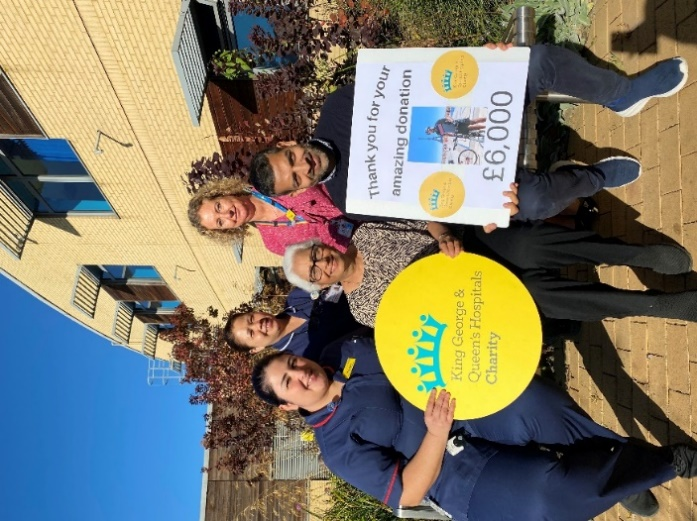 Thank you for your
amazing donation
£6,000
King George &
Queen's Hospitals
Charity